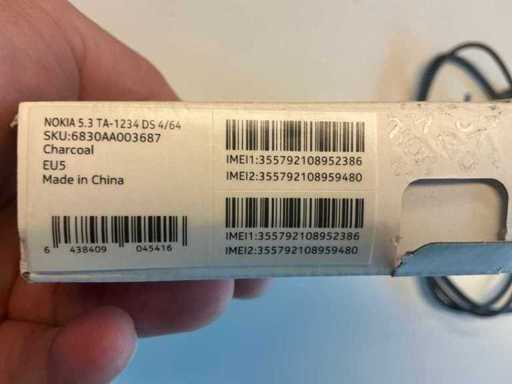 NOKIA 5.3 TA-1234 DS 4/64
SKU:6830AA003687
Charcoal
EU5
Made in China
6 438409 045416
IMEI1:355792108952386
IMEI2:355792108959480
IMEI1:355792108952386
IMEI2:355792108959480